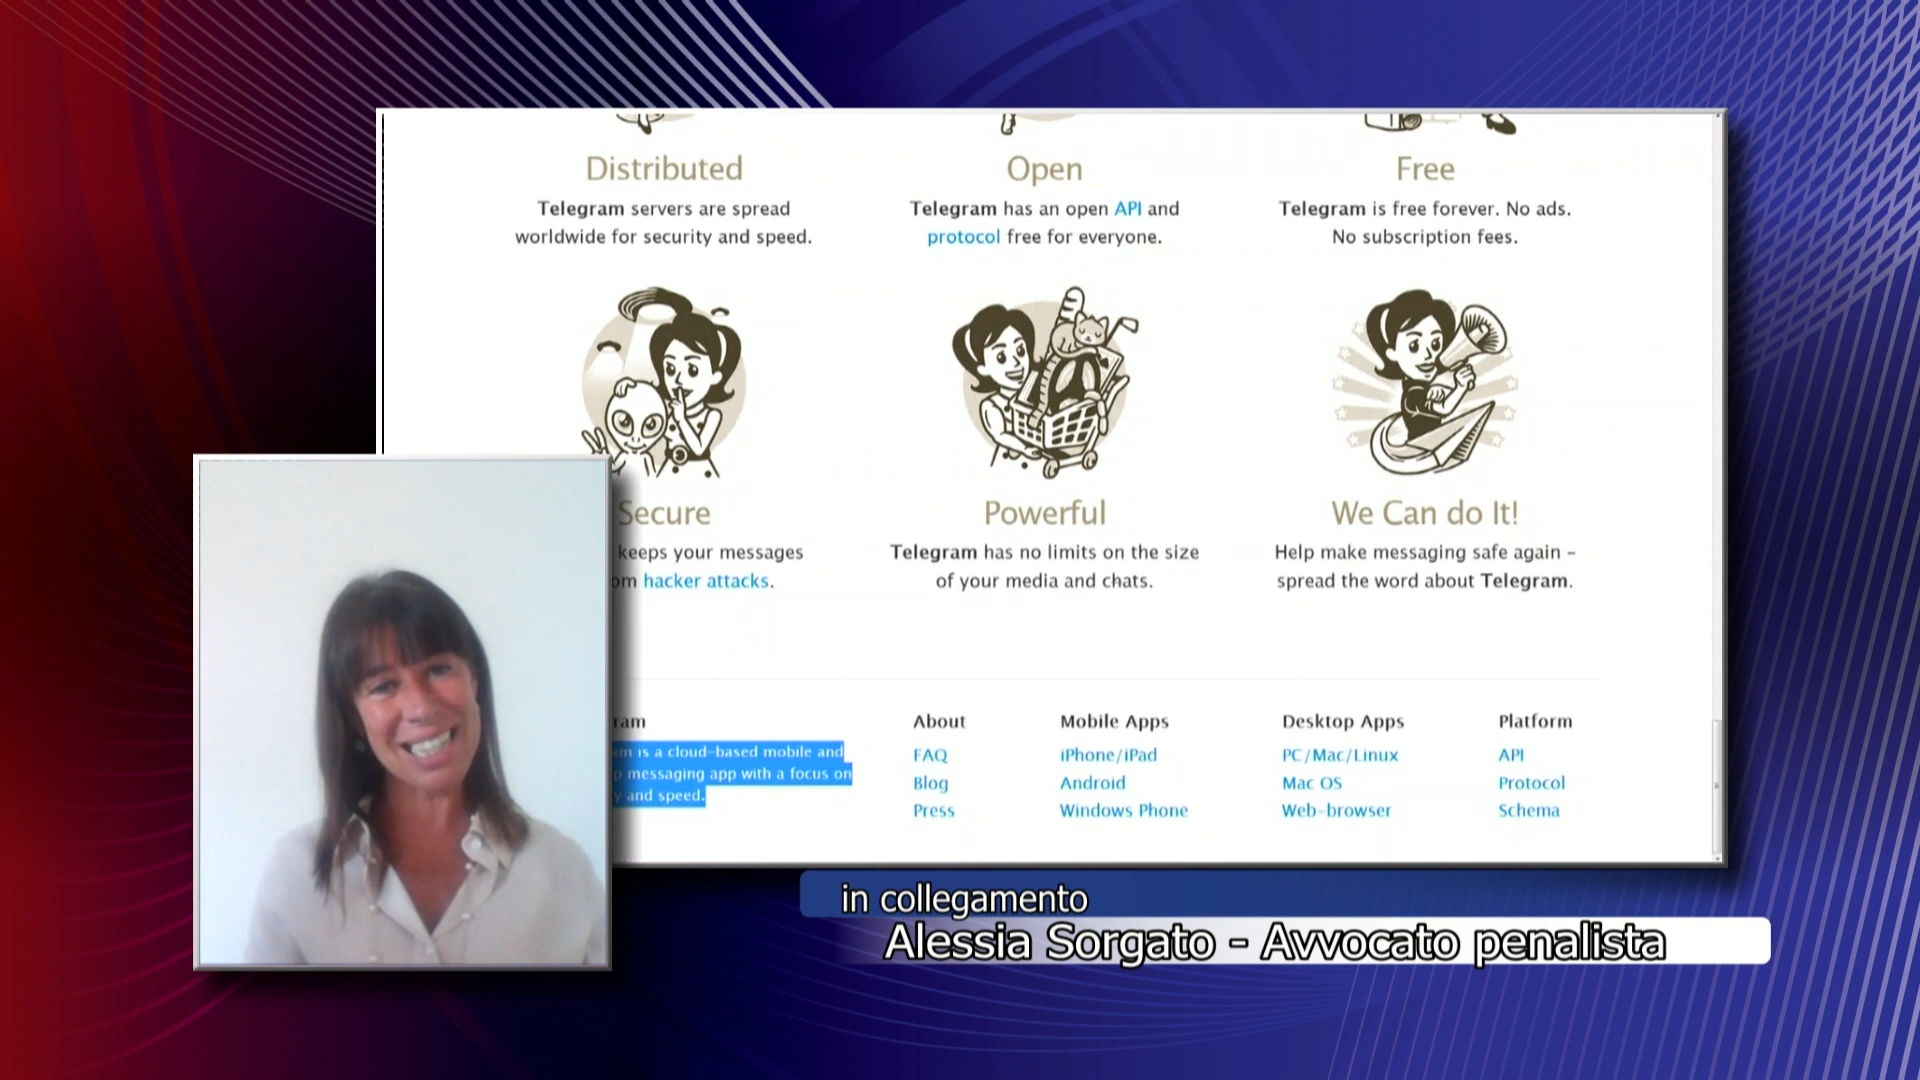 Distributed
Telegram servers are spread
worldwide for security and speed.
Open
Telegram has an open API and
protocol free for everyone.
Free
Telegram is free forever. No ads.
No subscription fees.
Secure
keeps your messages
hacker attacks.
Powerful
Telegram has no limits on the size
of your media and chats.
We Can do It!
Help make messaging safe again –
spread the word about Telegram.
is a cloud-based mobile and
messaging app with a focus on
and speed.
About
FAQ
Blog
Press
Mobile Apps
iPhone/iPad
Android
Windows Phone
Desktop Apps
PC/Mac/Linux
Mac OS
Web-browser
Platform
API
Protocol
Schema
in collegamento
Alessia Sorgato - Avvocato penalista